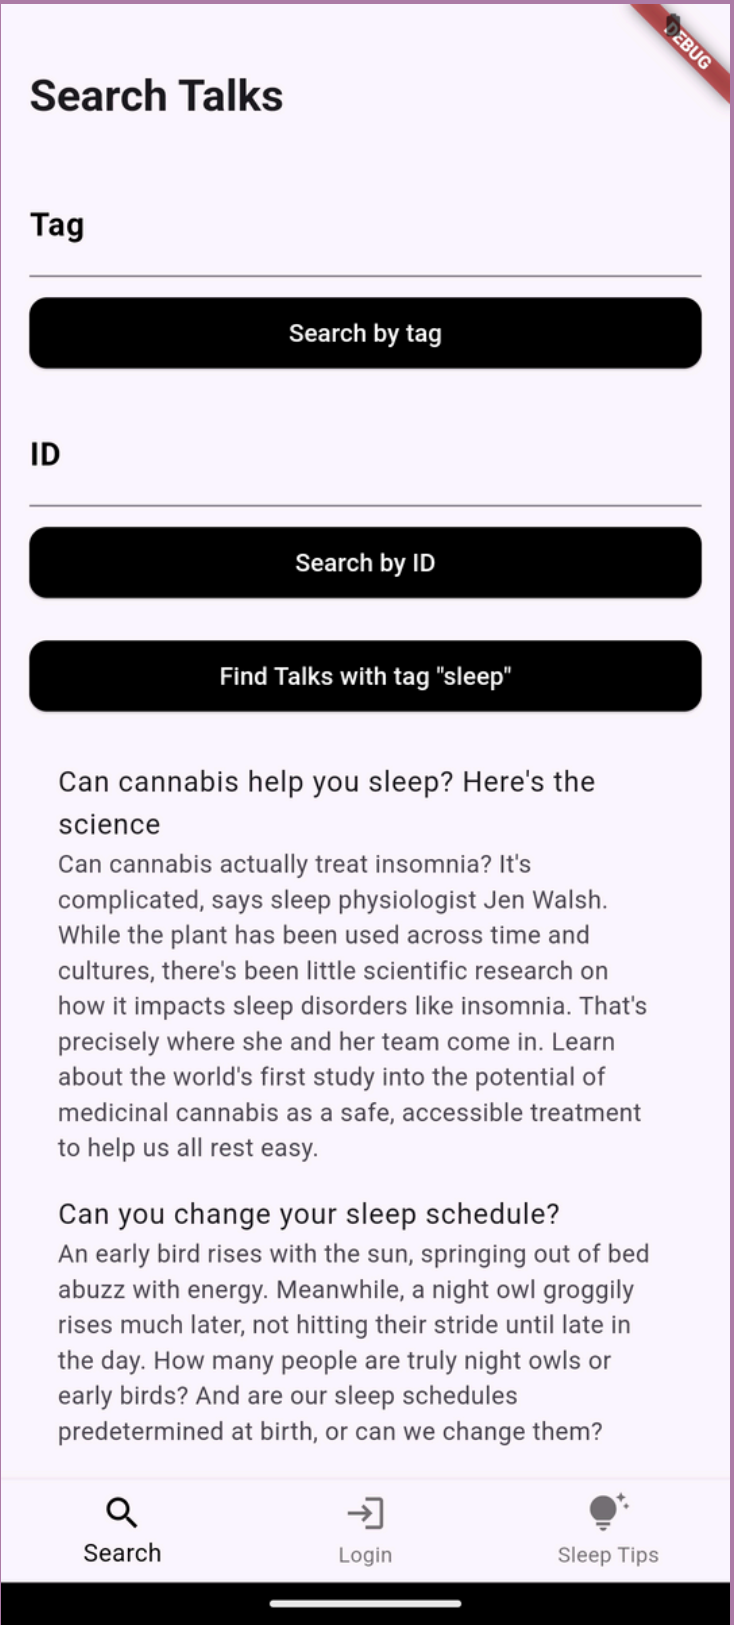 DEBUG
Search Talks
Tag
Search by tag
ID
Search by ID
Find Talks with tag "sleep"
Can cannabis help you sleep? Here's the
science
Can cannabis actually treat insomnia? It's
complicated, says sleep physiologist Jen Walsh.
While the plant has been used across time and
cultures, there's been little scientific research on
how it impacts sleep disorders like insomnia. That's
precisely where she and her team come in. Learn
about the world's first study into the potential of
medicinal cannabis as a safe, accessible treatment
to help us all rest easy.
Can you change your sleep schedule?
An early bird rises with the sun, springing out of bed
abuzz with energy. Meanwhile, a night owl groggily
rises much later, not hitting their stride until late in
the day. How many people are truly night owls or
early birds? And are our sleep schedules
predetermined at birth, or can we change them?
Search
Login
Sleep Tips